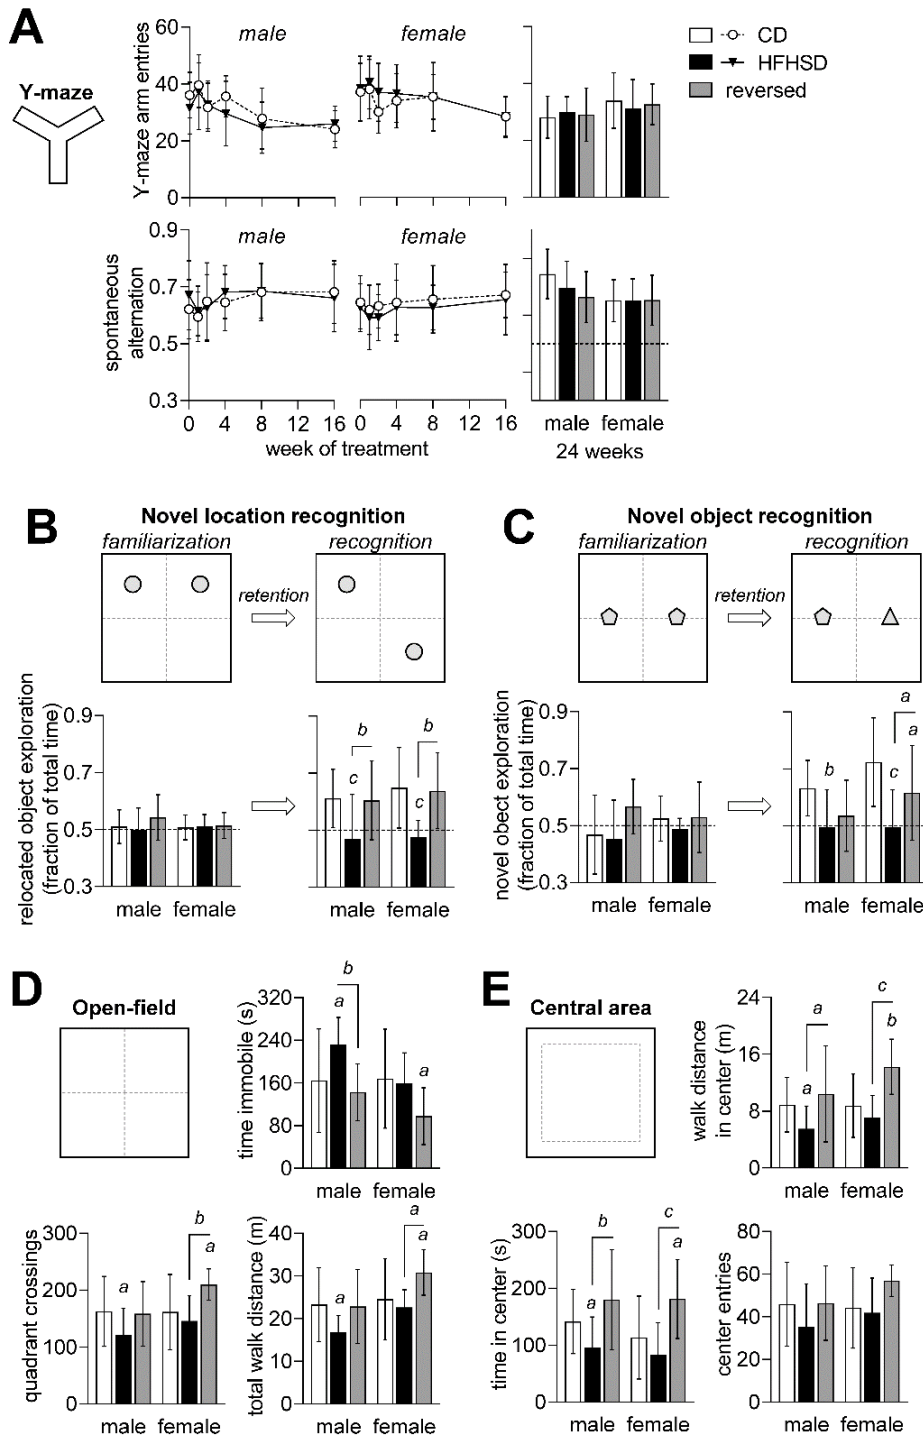 A
Y-maze
male
female
CD
HFHSD
reversed
Y-maze arm entries
60
40
20
0
male
female
spontaneous
alternation
0.9
0.7
0.5
0.3
0 4 8 12 16 0 4 8 12 16
week of treatment
male female
24 weeks
B
Novel location recognition
familiarization
recognition
retention
relocated object exploration
(fraction of total time)
0.9
0.7
0.5
0.3
male female
b b
c c
male female
C
Novel object recognition
familiarization
recognition
retention
novel obect exploration
(fraction of total time)
0.9
0.7
0.5
0.3
male female
a
b c a
male female
D
Open-field
time immobile (s)
320
240
160
80
0
b
a a
male female
quadrant crossings
300
200
100
0
b
a a
male female
total walk distance (m)
40
30
20
10
0
a
a a
male female
E
Central area
walk distance
in center (m)
24
16
8
0
a c
a b
male female
time in center (s)
300
200
100
0
b c
a a
male female
center entries
80
60
40
20
0
male female